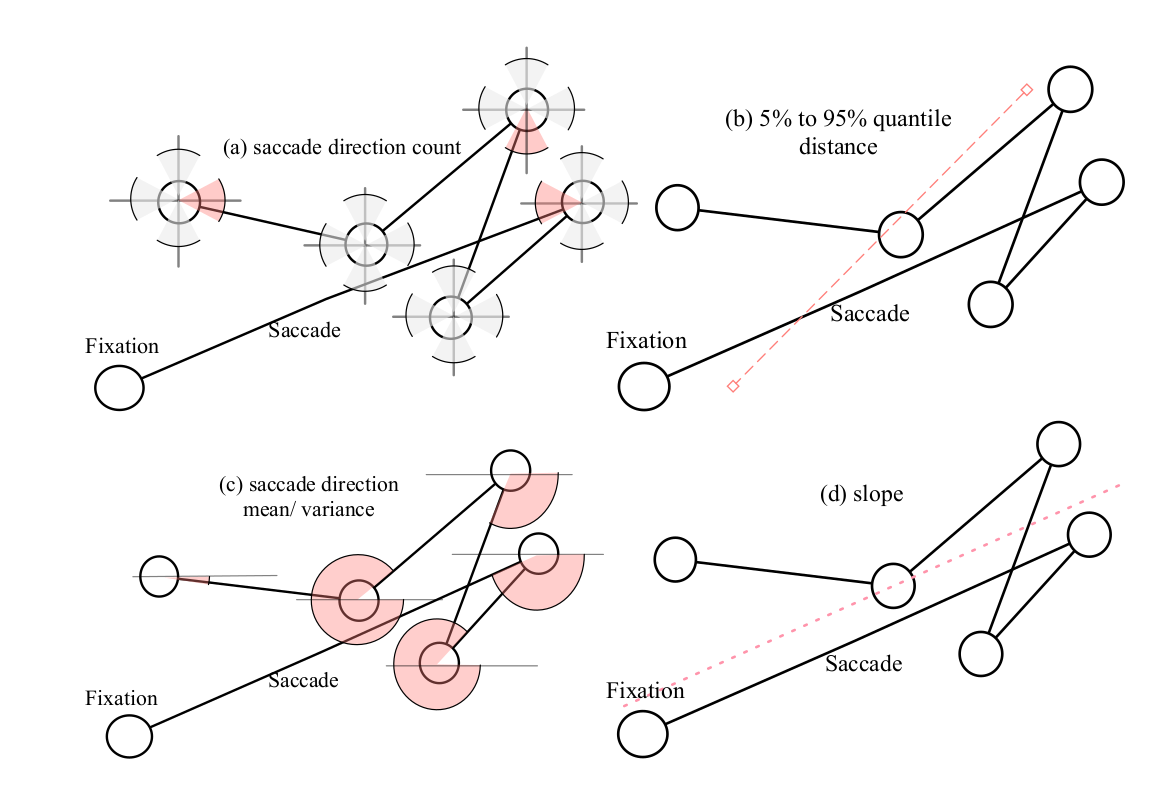 (a) saccade direction count
Saccade
Fixation
(b) 5% to 95% quantile
distance
Saccade
Fixation
(c) saccade direction
mean/ variance
Saccade
Fixation
(d) slope
Saccade
Fixation